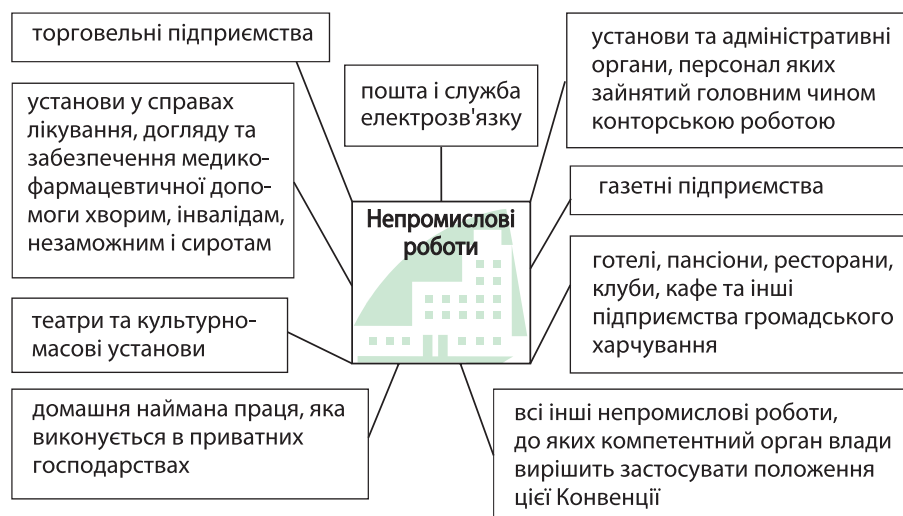 торговельні підприємства
пошта і служба
електрозв'язку
установи та адміністративні
органи, персонал яких
зайнятий головним чином
конторською роботою
установи у справах
лікування, догляду та
забезпечення медико-
фармацевтичної допо-
моги хворим, інвалідам,
незаможним і сиротам
газетні підприємства
Непромислові
роботи
готелі, пансіони, ресторани,
клуби, кафе та інші
підприємства громадського
харчування
театри та культурно-
масові установи
домашня наймана праця, яка
виконується в приватних
господарствах
всі інші непромислові роботи,
до яких компетентний орган влади
вирішить застосувати положення
цієї Конвенції